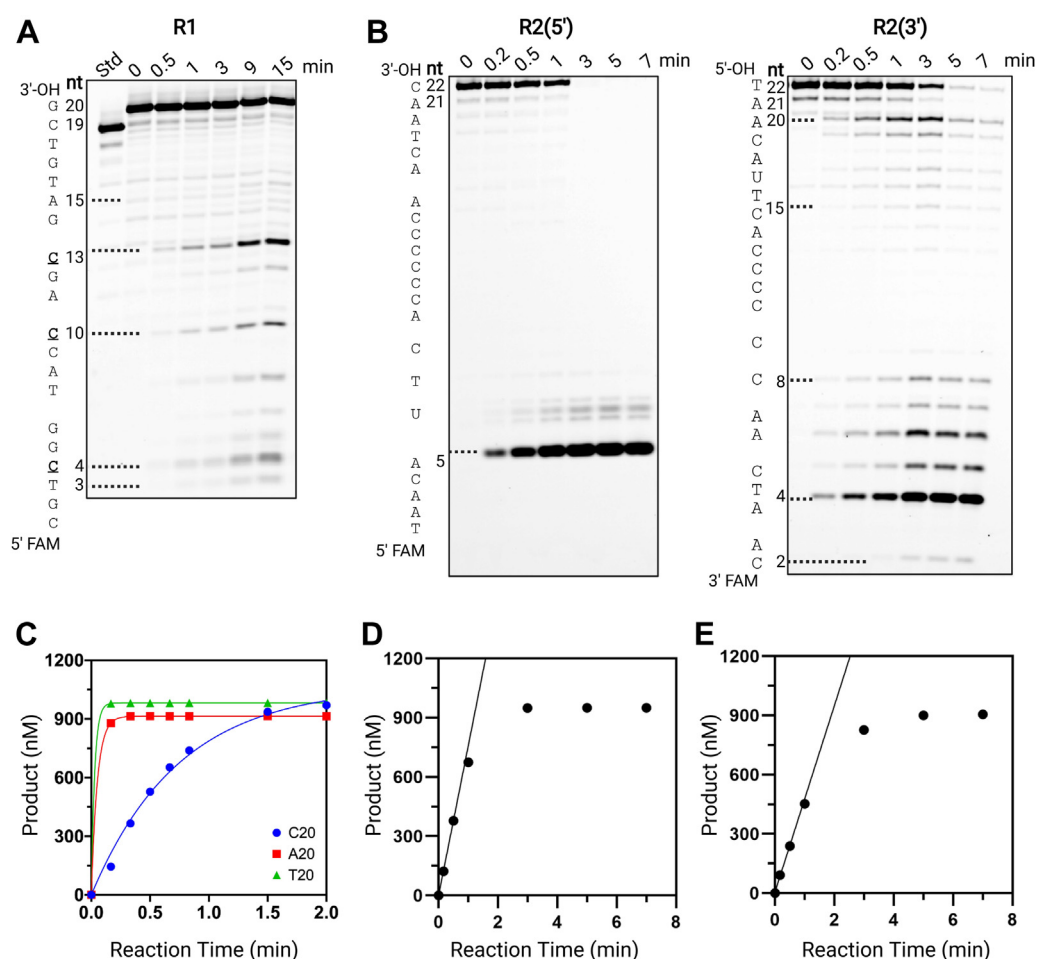 A
R1
B
R2(5')
R2(3')
Std 0 0.5 1 3 9 15 min
3'-OH nt
G 20
C 19
T
G
T
A 15
G
C 13
G
A
C 10
C
A
T
G
G
C 4
T 3
G
C
5' FAM
0 0.2 0.5 1 3 5 7
3'-OH nt
C 22
A 21
A
T
C
A
A
C
C
C
C
C
A
C
T
U
5
A
C
A
A
T
5' FAM
0 0.2 0.5 1 3 5 7 min
5'-OH nt
T 22
A 21
A 20
C
A
U
T 15
C
A
C
C
C
C
C
C 8
A
A
C
T 4
A
A
C 2
3' FAM
C
1200
900
600
300
0
Product (nM)
0.0 0.5 1.0 1.5 2.0
Reaction Time (min)
C20
A20
T20
D
1200
900
600
300
0
Product (nM)
0 2 4 6 8
Reaction Time (min)
E
1200
900
600
300
0
Product (nM)
0 2 4 6 8
Reaction Time (min)